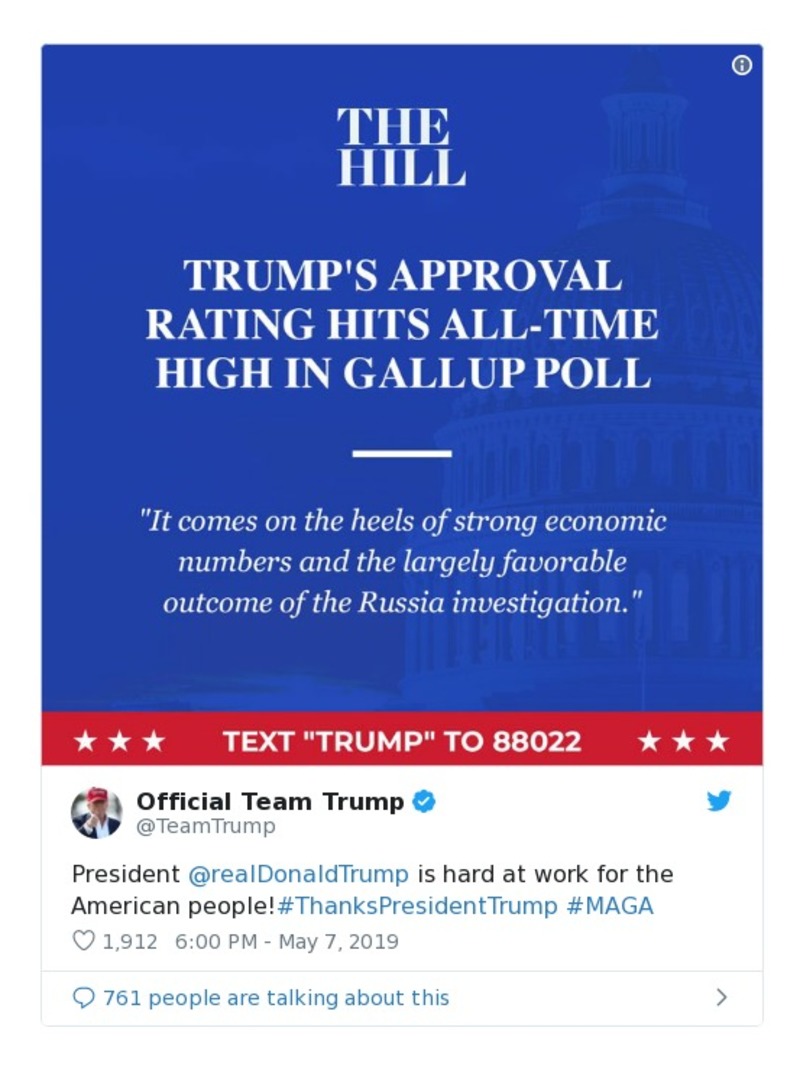 THE
HILL
TRUMP'S APPROVAL
RATING HITS ALL-TIME
HIGH IN GALLUP POLL
"It comes on the heels of strong economic
numbers and the largely favorable
outcome of the Russia investigation."
★ ★ ★ TEXT "TRUMP" TO 88022 ★ ★ ★
Official Team Trump
@TeamTrump
President @realDonaldTrump is hard at work for the
American people!#ThanksPresidentTrump #MAGA
1,912 6:00 PM - May 7, 2019
761 people are talking about this